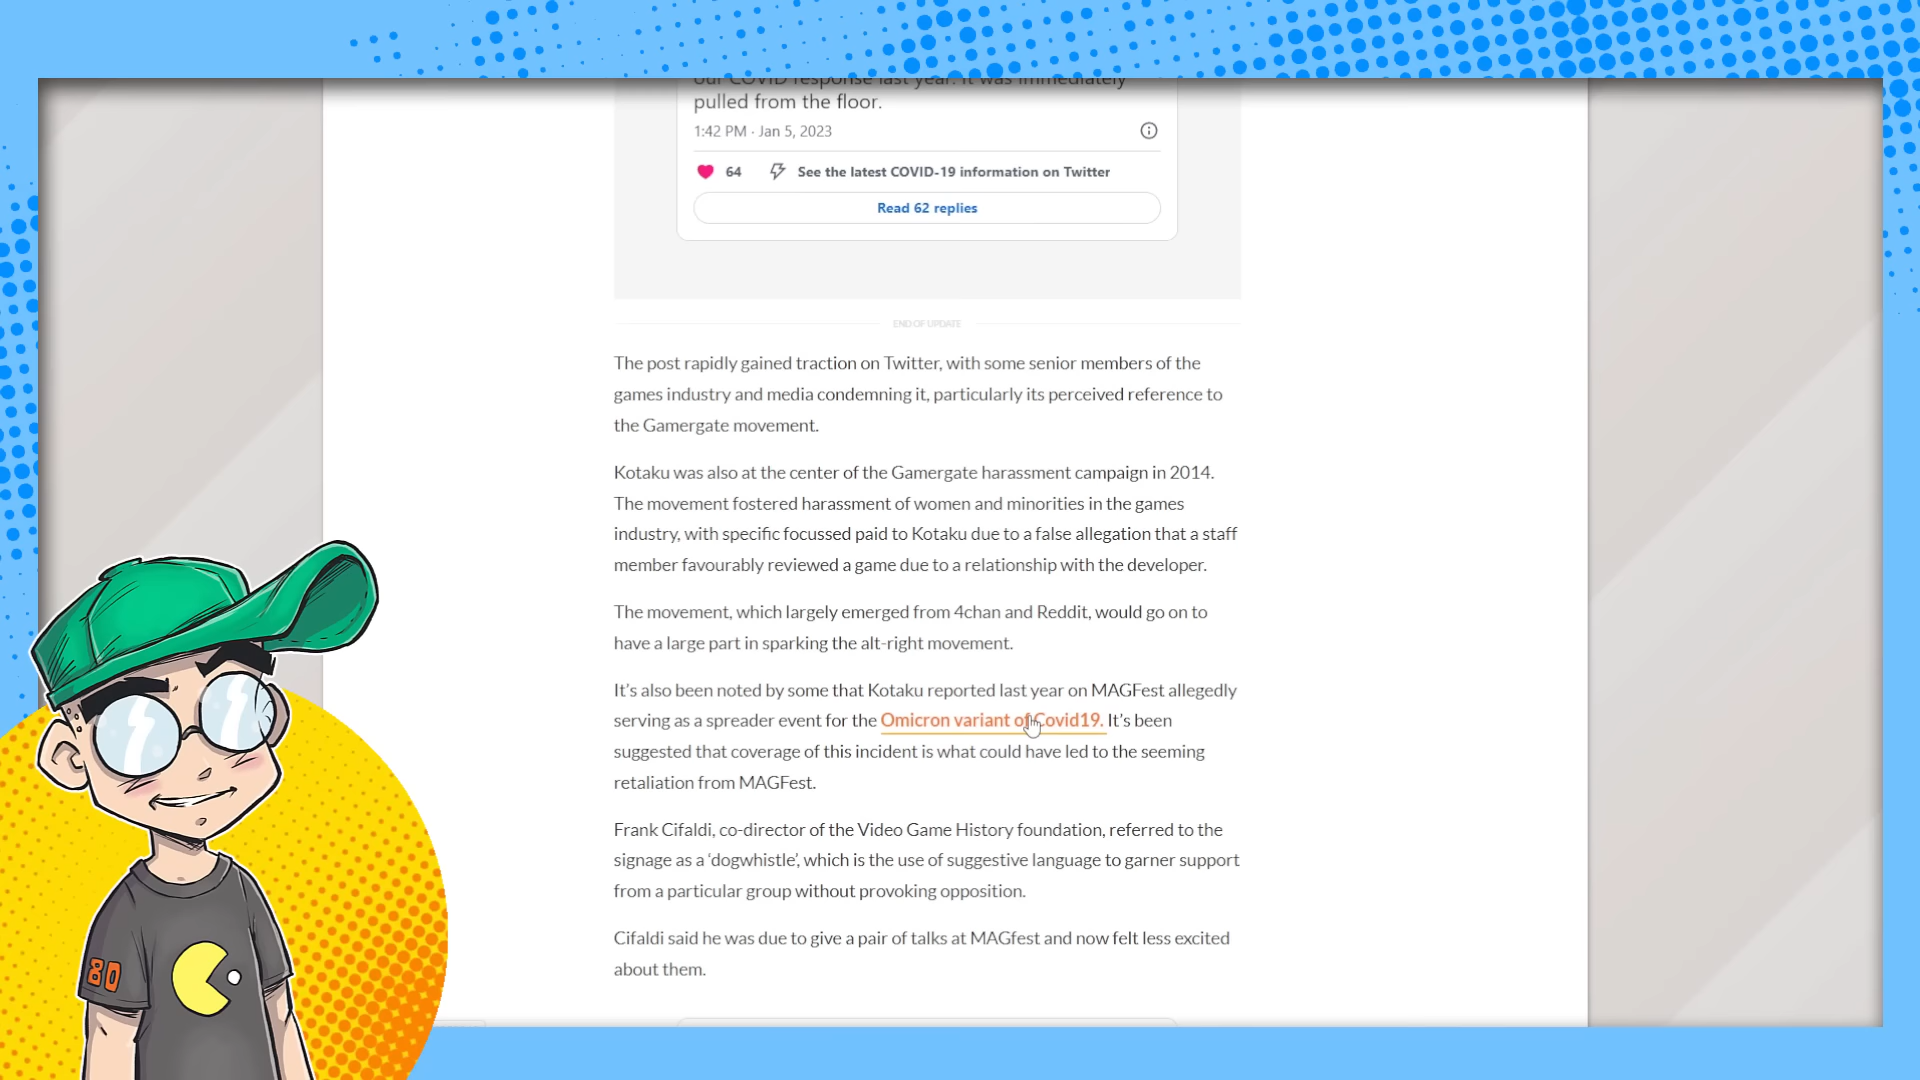 our COVID response last year. It was immediately
pulled from the floor.
1:42 PM · Jan 5, 2023
64
See the latest COVID-19 information on Twitter
Read 62 replies
END OF UPDATE
The post rapidly gained traction on Twitter, with some senior members of the
games industry and media condemning it, particularly its perceived reference to
the Gamergate movement.
Kotaku was also at the center of the Gamergate harassment campaign in 2014.
The movement fostered harassment of women and minorities in the games
industry, with specific focussed paid to Kotaku due to a false allegation that a staff
member favourably reviewed a game due to a relationship with the developer.
The movement, which largely emerged from 4chan and Reddit, would go on to
have a large part in sparking the alt-right movement.
It's also been noted by some that Kotaku reported last year on MAGFest allegedly
serving as a spreader event for the Omicron variant of Covid19. It's been
suggested that coverage of this incident is what could have led to the seeming
retaliation from MAGFest.
Frank Cifaldi, co-director of the Video Game History foundation, referred to the
signage as a 'dogwhistle', which is the use of suggestive language to garner support
from a particular group without provoking opposition.
Cifaldi said he was due to give a pair of talks at MAGfest and now felt less excited
about them.
80